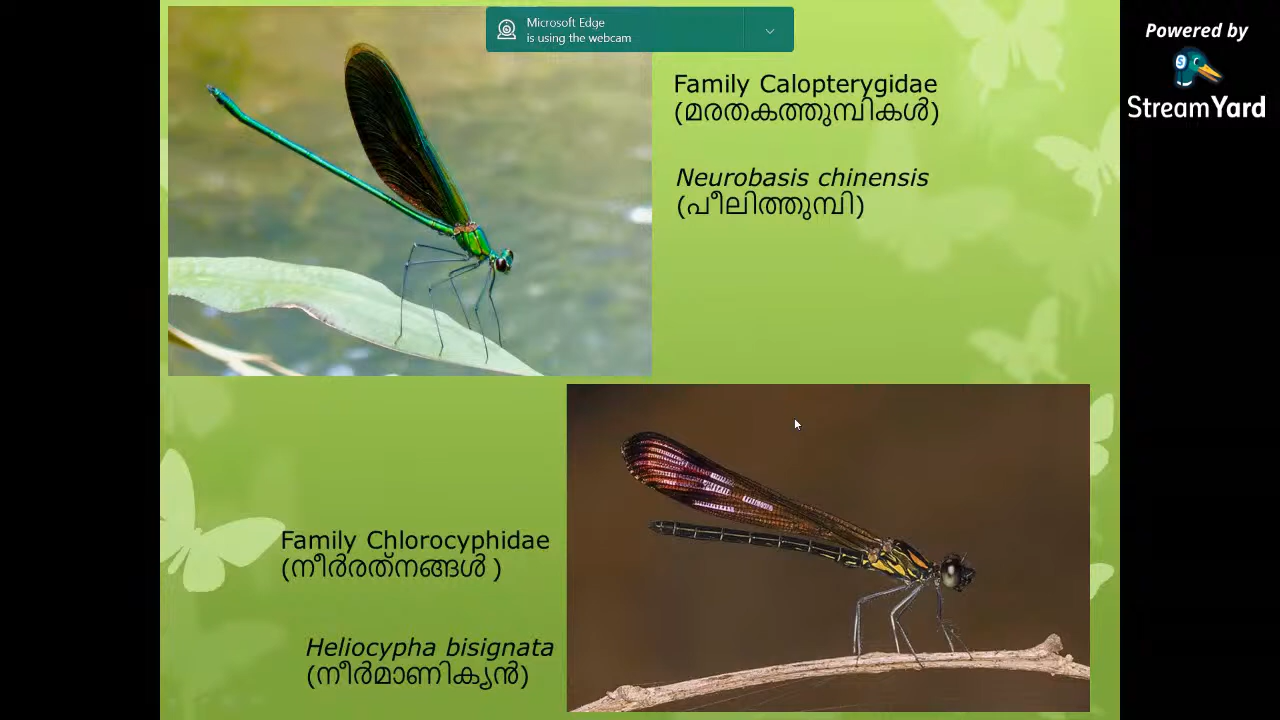 Microsoft Edge
is using the webcam
Powered by
StreamYard
Family Calopterygidae
(മരതകത്തുമ്പികൾ)
Neurobasis chinensis
(പീലിത്തുമ്പി)
Family Chlorocyphidae
(നീർരത്നങ്ങൾ )
Heliocypha bisignata
(നീർമാണിക്യൻ)